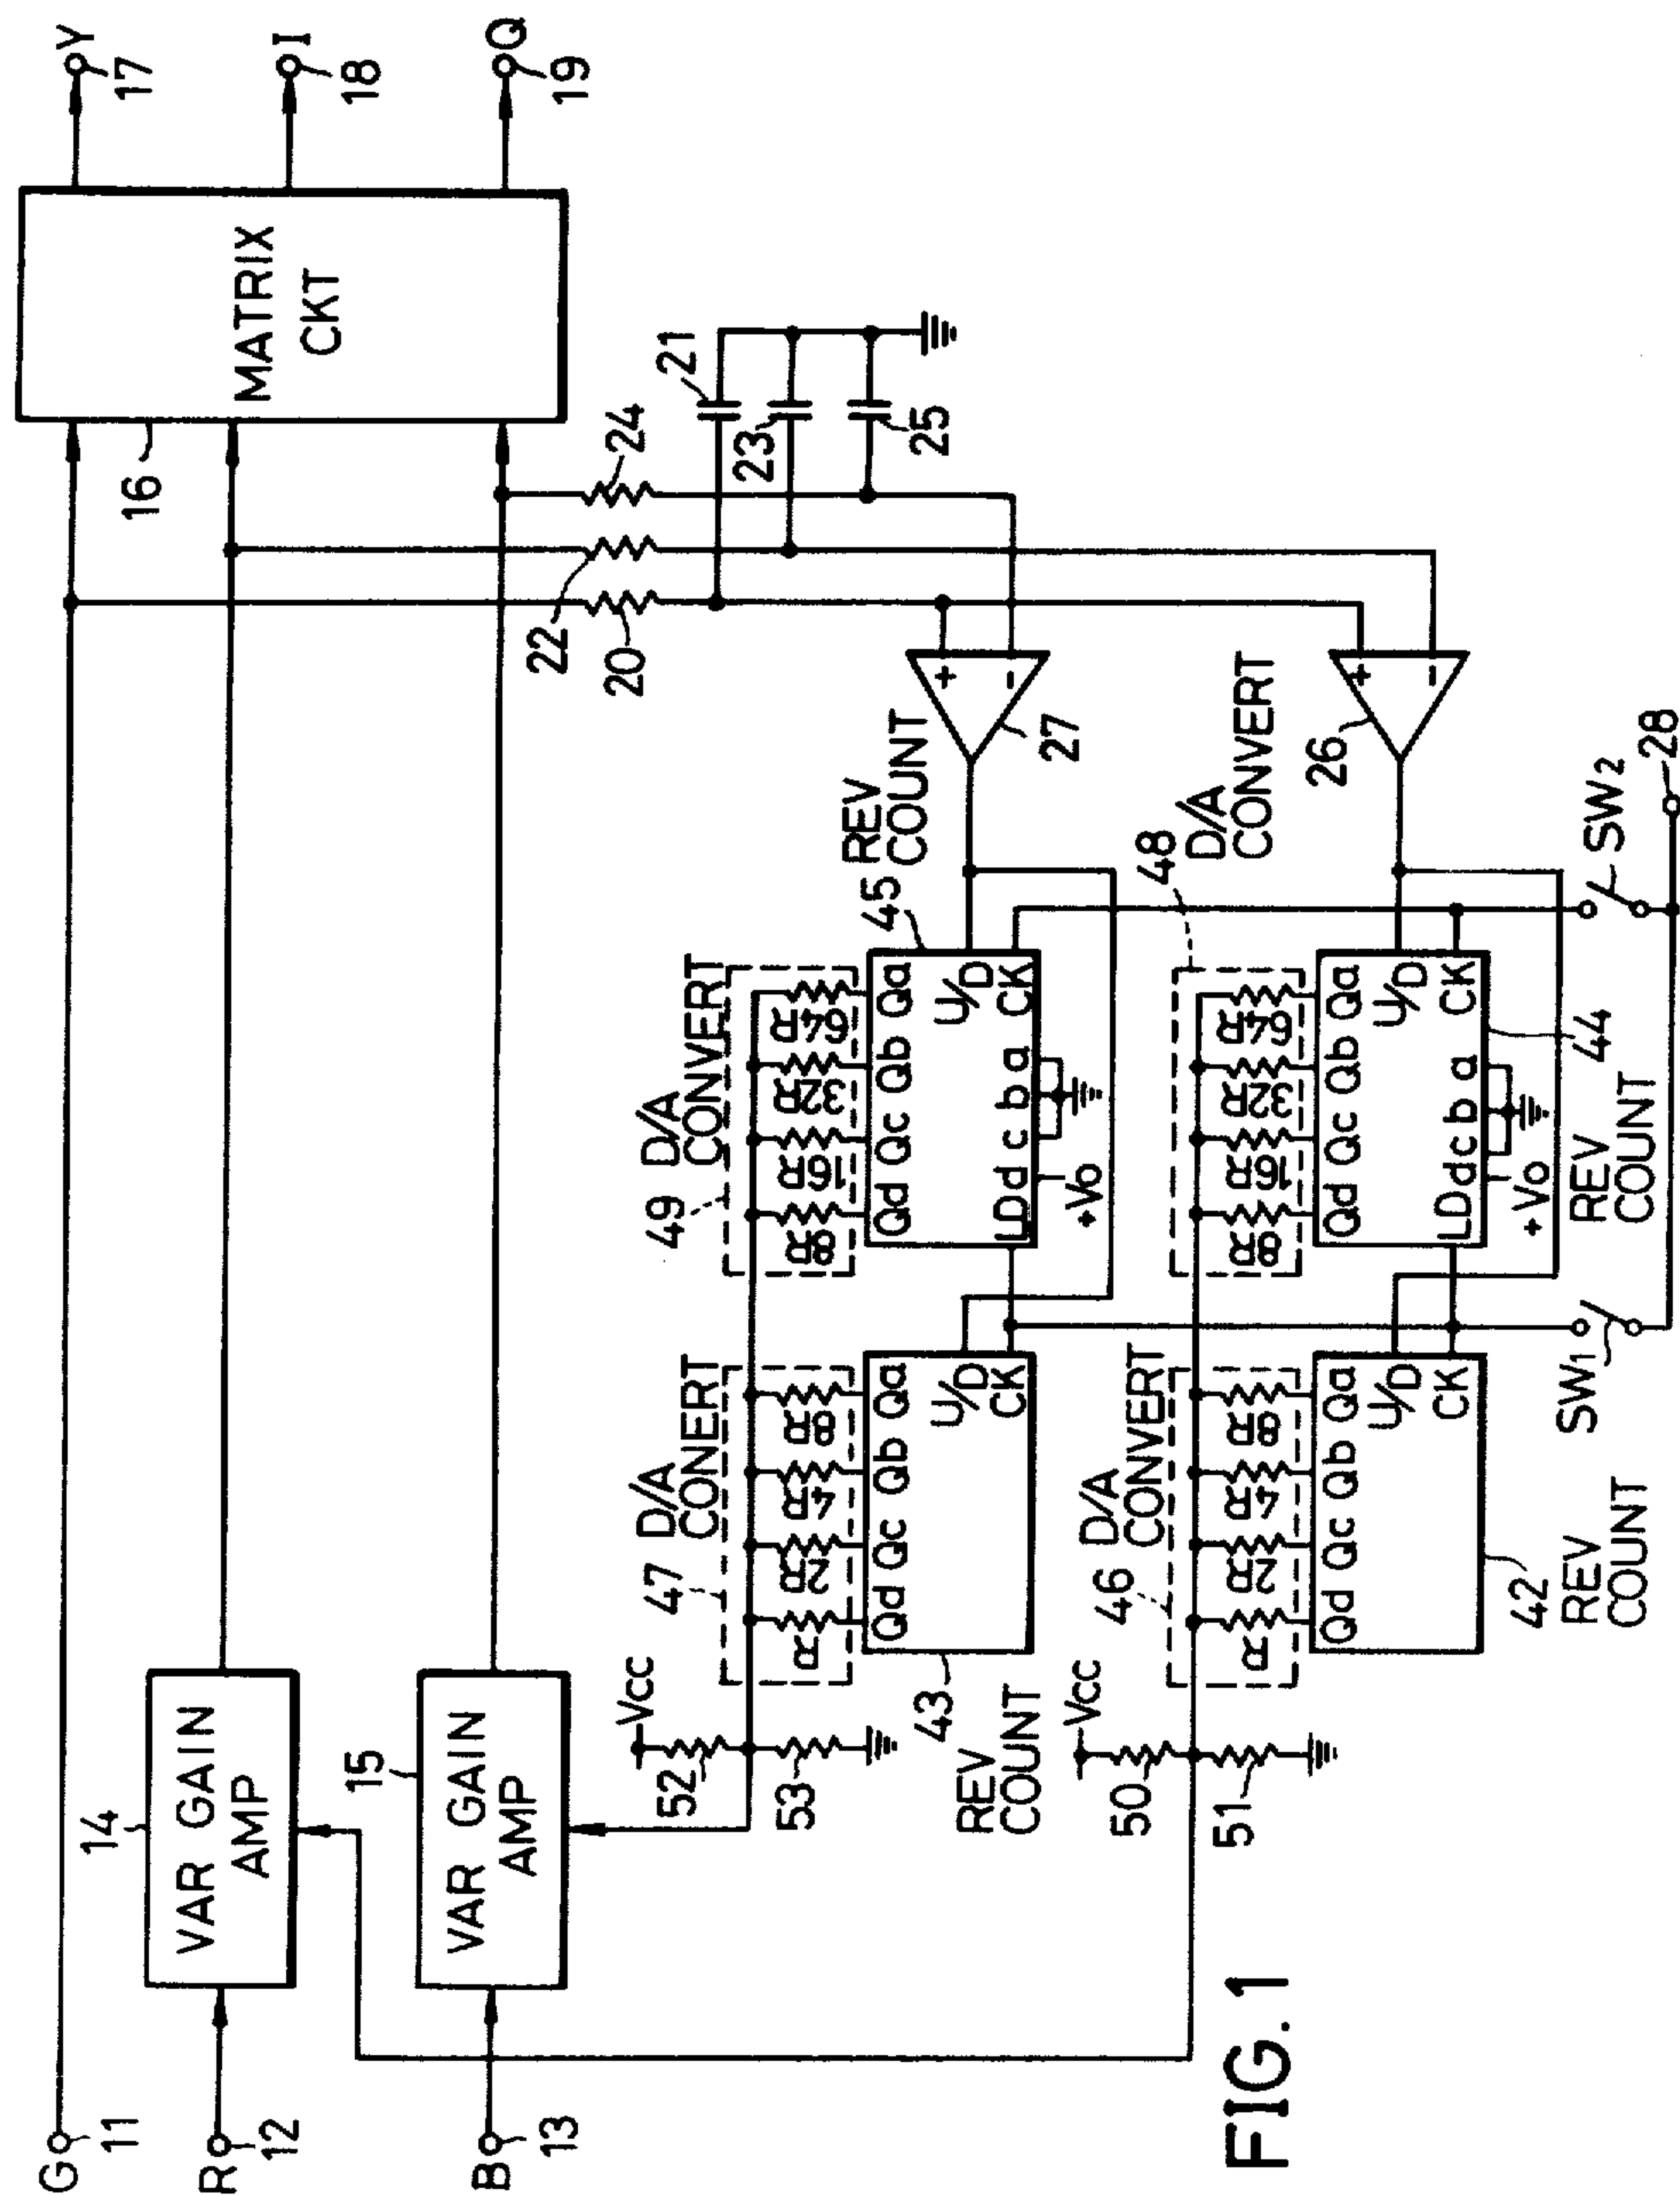 G
11
R
12
B
13
14
VAR GAIN
AMP
15
VAR GAIN
AMP
16
MATRIX
CKT
Y
17
I
18
Q
19
20
22
24
21
23
25
+
-
27
+
-
26
Vcc
52
53
47
D/A
CONERT
R
2R
4R
8R
Qd Qc Qb Qa
U/D
CK
43
REV
COUNT
49
D/A
CONVERT
8R
16R
32R
64R
Qd Qc Qb Qa
U/D
CK
LD d c b a
+Vo
45
REV
COUNT
Vcc
50
51
46
D/A
CONVERT
R
2R
4R
8R
Qd Qc Qb Qa
U/D
CK
42
REV
COUNT
48
D/A
CONVERT
8R
16R
32R
64R
Qd Qc Qb Qa
U/D
CK
LD d c b a
+Vo
44
REV
COUNT
SW1
SW2
28
FIG. 1